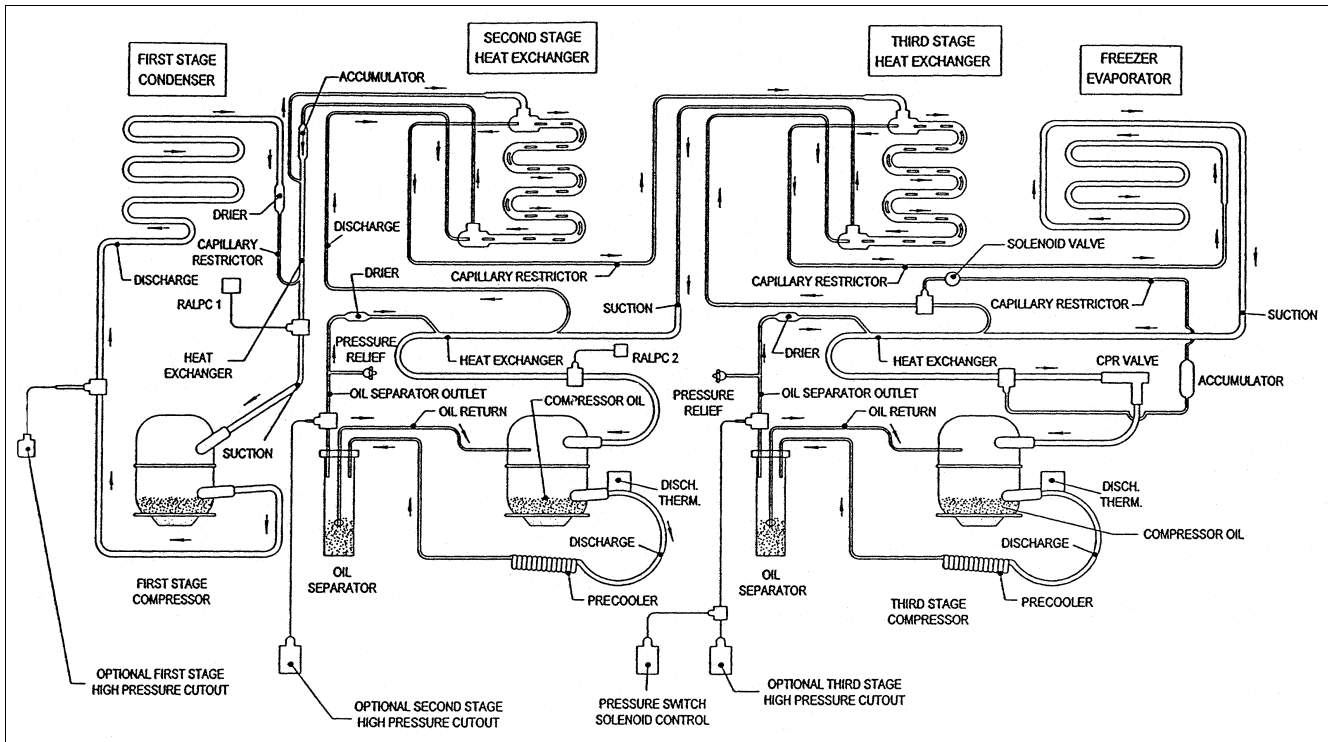 FIRST STAGE
CONDENSER
SECOND STAGE
HEAT EXCHANGER
THIRD STAGE
HEAT EXCHANGER
FREEZER
EVAPORATOR
ACCUMULATOR
DRIER
CAPILLARY
RESTRICTOR
DISCHARGE
RALPC 1
HEAT
EXCHANGER
DISCHARGE
DRIER
CAPILLARY RESTRICTOR
SUCTION
SOLENOID VALVE
CAPILLARY RESTRICTOR
CAPILLARY RESTRICTOR
SUCTION
PRESSURE
RELIEF
HEAT EXCHANGER
RALPC 2
DRIER
HEAT EXCHANGER
CPR VALVE
ACCUMULATOR
PRESSURE
RELIEF
OIL SEPARATOR OUTLET
COMPRESSOR OIL
OIL RETURN
OIL SEPARATOR OUTLET
OIL RETURN
SUCTION
DISCH.
THERM.
DISCH.
THERM.
COMPRESSOR OIL
DISCHARGE
DISCHARGE
FIRST STAGE
COMPRESSOR
OIL
SEPARATOR
PRECOOLER
OIL
SEPARATOR
THIRD STAGE
COMPRESSOR
PRECOOLER
OPTIONAL FIRST STAGE
HIGH PRESSURE CUTOUT
OPTIONAL SECOND STAGE
HIGH PRESSURE CUTOUT
PRESSURE SWITCH
SOLENOID CONTROL
OPTIONAL THIRD STAGE
HIGH PRESSURE CUTOUT